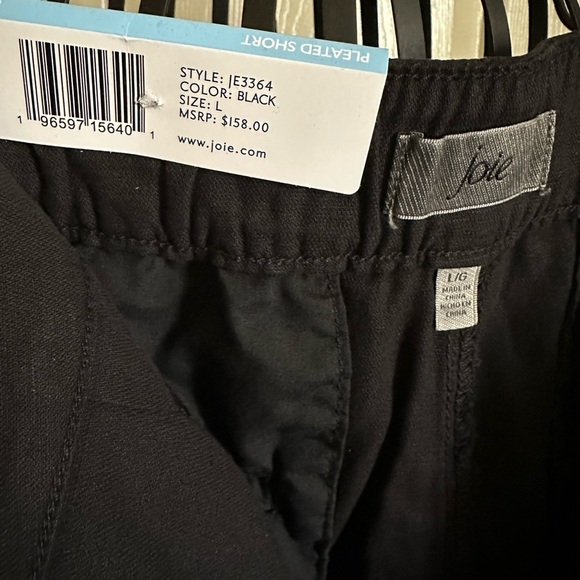 PLEATED SHORT
STYLE: JE3364
COLOR: BLACK
SIZE: L
MSRP: $158.00
www.joie.com
1 96597 15640 1
joie
L/G
MADE IN
CHINA
HECHO EN
CHINA